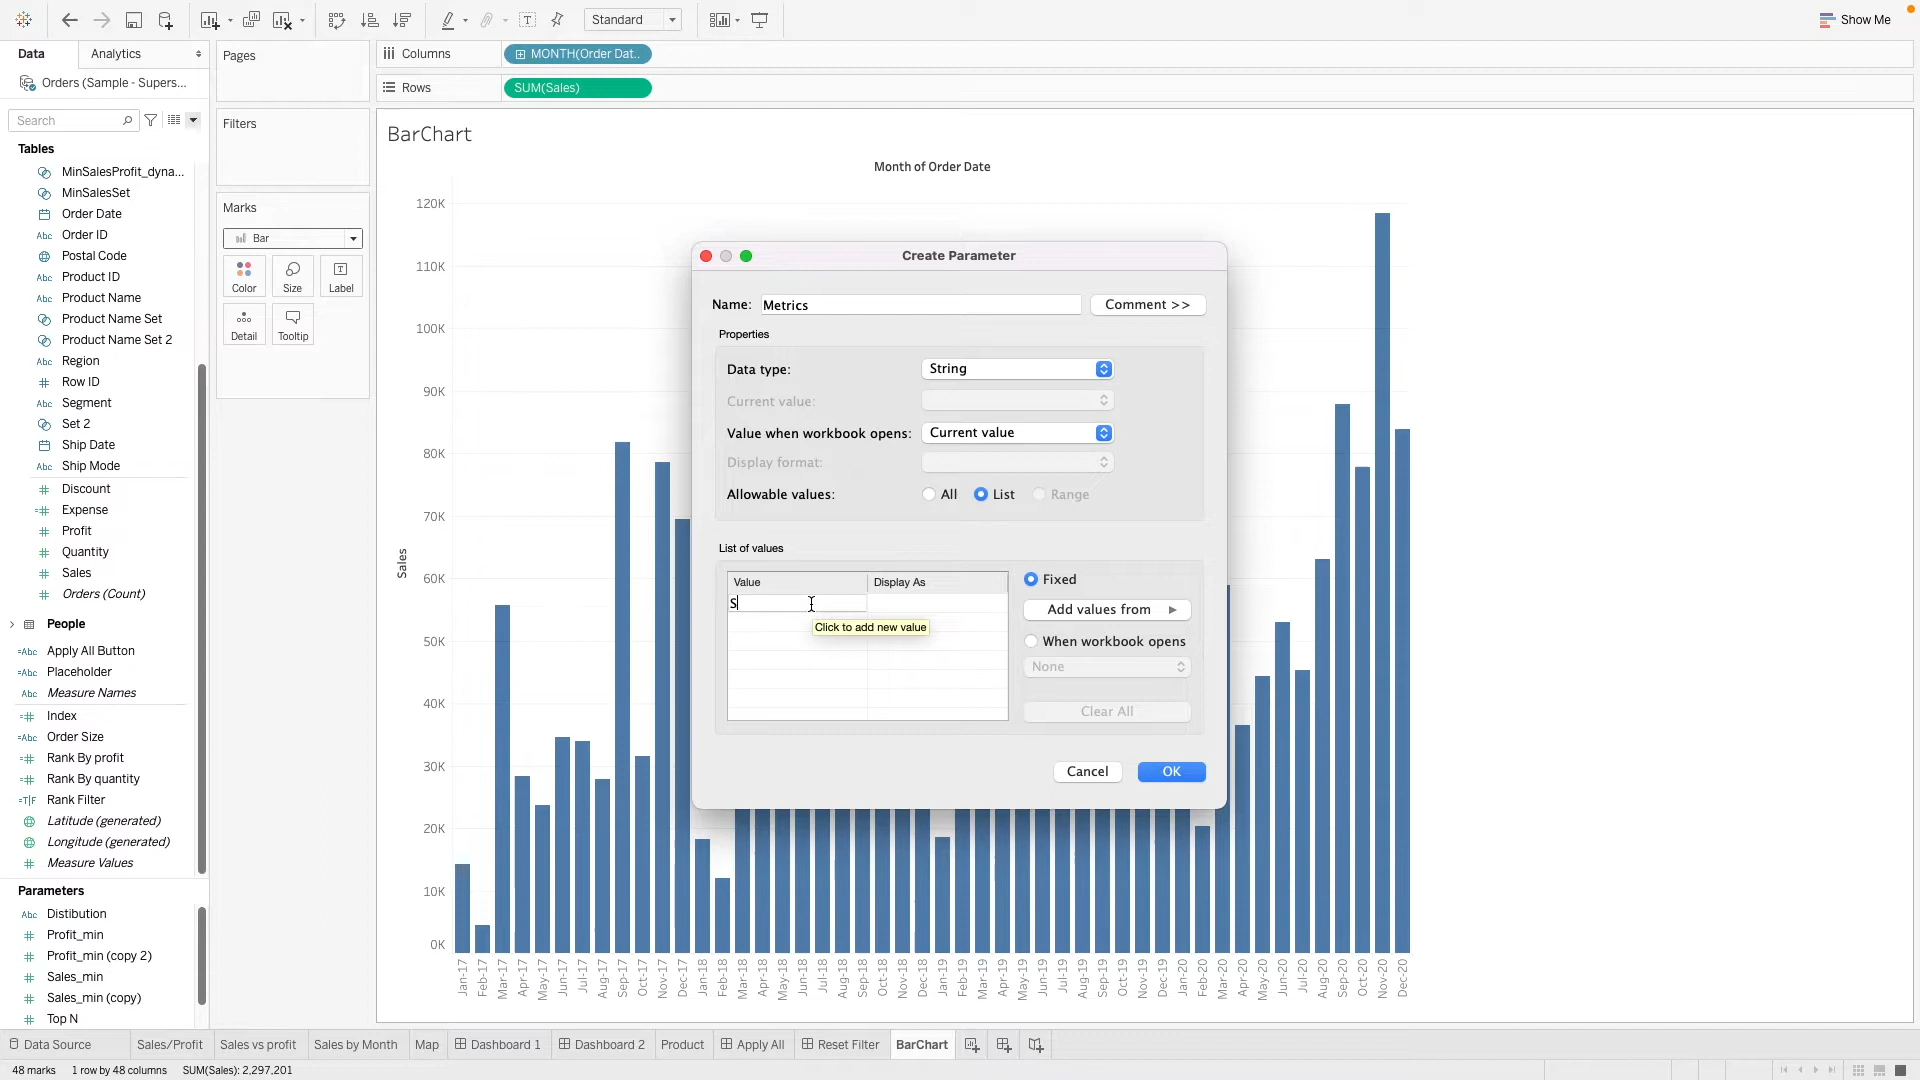 Standard
Show Me
Data
Analytics
Pages
Columns
MONTH(Order Dat..
Orders (Sample - Supers...
Rows
SUM(Sales)
Search
Filters
BarChart
Tables
Month of Order Date
MinSalesProfit_dyna...
MinSalesSet
Order Date
Order ID
Postal Code
Product ID
Product Name
Product Name Set
Product Name Set 2
Region
Row ID
Segment
Set 2
Ship Date
Ship Mode
Discount
Expense
Profit
Quantity
Sales
Orders (Count)
People
Apply All Button
Placeholder
Measure Names
Index
Order Size
Rank By profit
Rank By quantity
Rank Filter
Latitude (generated)
Longitude (generated)
Measure Values
Parameters
Distibution
Profit_min
Profit_min (copy 2)
Sales_min
Sales_min (copy)
Top N
Marks
Bar
Color
Size
Label
Detail
Tooltip
Sales
120K
110K
100K
90K
80K
70K
60K
50K
40K
30K
20K
10K
0K
Create Parameter
Name: Metrics
Comment >>
Properties
Data type: String
Current value:
Value when workbook opens: Current value
Display format:
Allowable values: All List Range
List of values
Value Display As
S
Click to add new value
Fixed
Add values from
When workbook opens
None
Clear All
Cancel
OK
Jan-17
Feb-17
Mar-17
Apr-17
May-17
Jun-17
Jul-17
Aug-17
Sep-17
Oct-17
Nov-17
Dec-17
Jan-18
Feb-18
Mar-18
Apr-18
May-18
Jun-18
Jul-18
Aug-18
Sep-18
Oct-18
Nov-18
Dec-18
Jan-19
Feb-19
Mar-19
Apr-19
May-19
Jun-19
Jul-19
Aug-19
Sep-19
Oct-19
Nov-19
Dec-19
Jan-20
Feb-20
Mar-20
Apr-20
May-20
Jun-20
Jul-20
Aug-20
Sep-20
Oct-20
Nov-20
Dec-20
Data Source
Sales/Profit
Sales vs profit
Sales by Month
Map
Dashboard 1
Dashboard 2
Product
Apply All
Reset Filter
BarChart
48 marks
1 row by 48 columns
SUM(Sales): 2,297,201